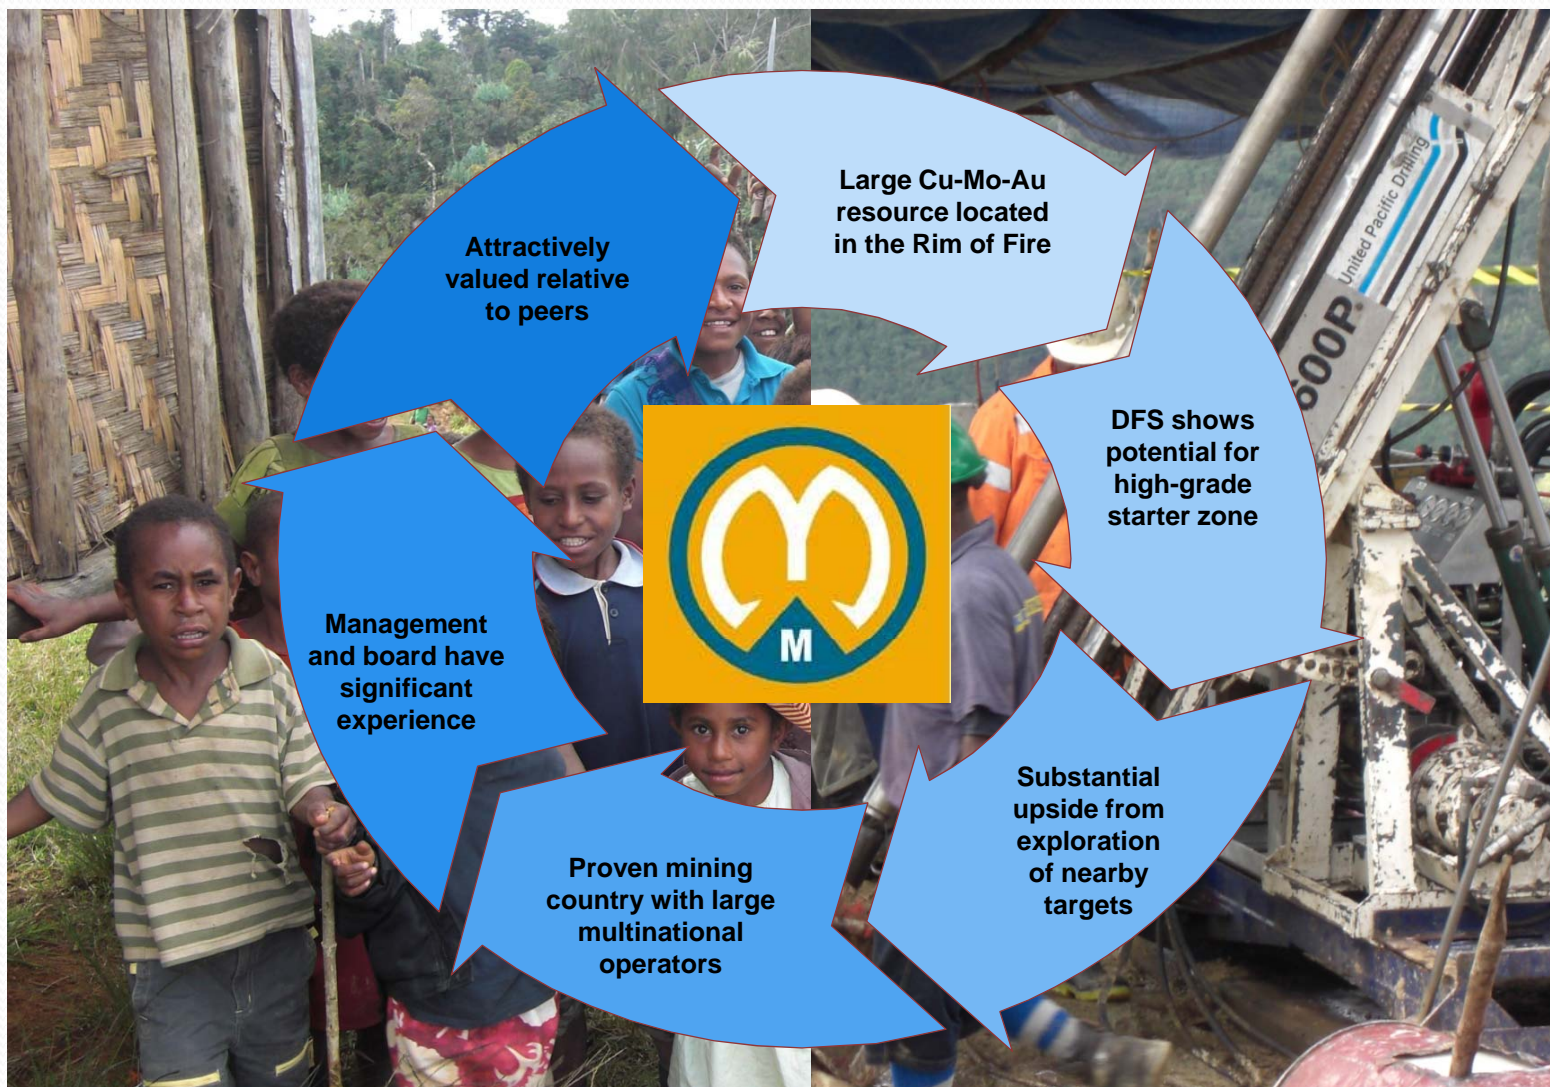 Large Cu-Mo-Au
resource located
in the Rim of Fire
DFS shows
potential for
high-grade
starter zone
Substantial
upside from
exploration
of nearby
targets
Proven mining
country with large
multinational
operators
Management
and board have
significant
experience
Attractively
valued relative
to peers
M
United Pacific Drilling
600P